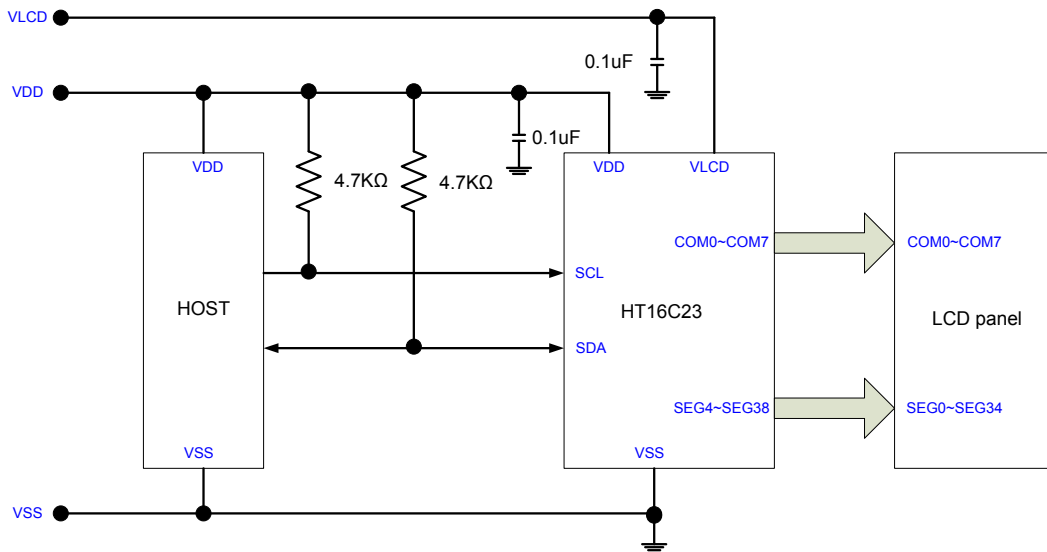 VLCD
0.1uF
VDD
0.1uF
VDD
4.7KΩ
4.7KΩ
VDD
VLCD
COM0~COM7
COM0~COM7
SCL
HOST
HT16C23
LCD panel
SDA
SEG4~SEG38
SEG0~SEG34
VSS
VSS
VSS